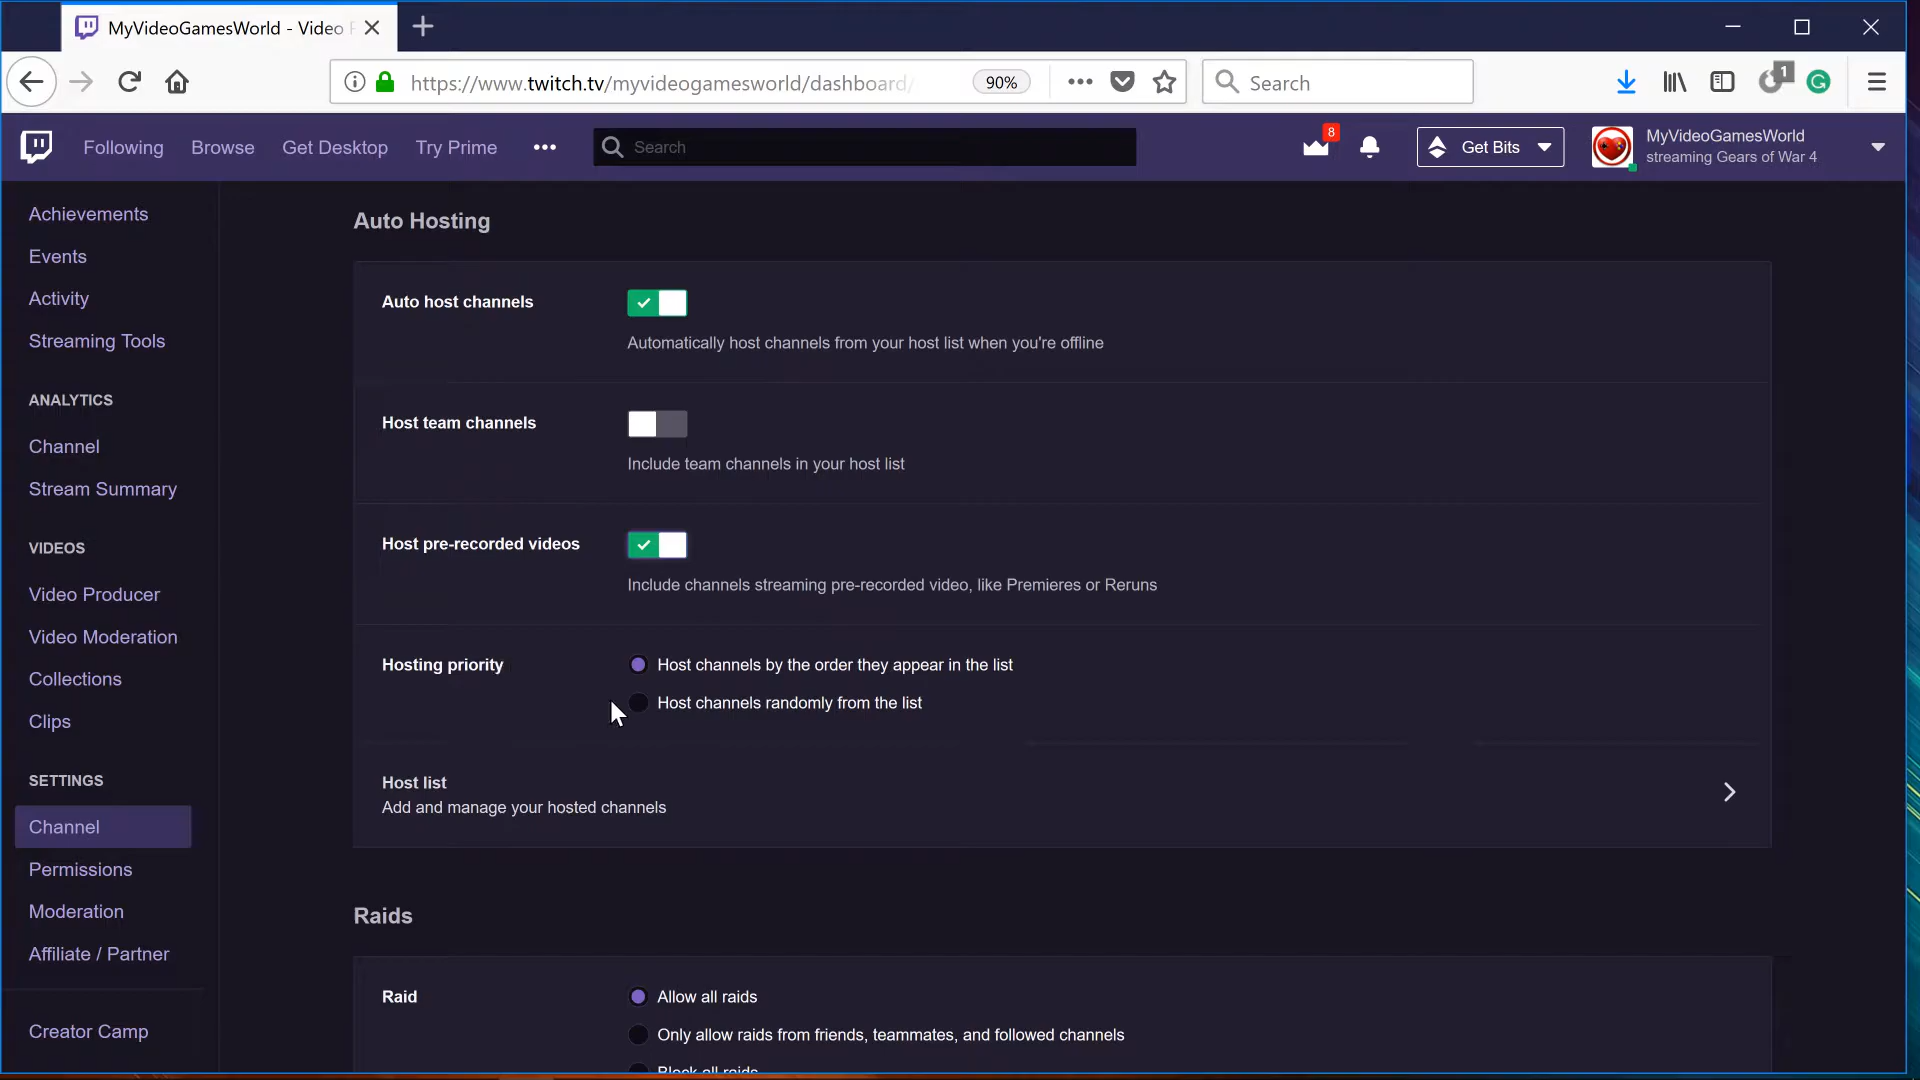 MyVideoGamesWorld - Video
https://www.twitch.tv/myvideogamesworld/dashboard/
90%
Search
1
Following
Browse
Get Desktop
Try Prime
Search
8
Get Bits
MyVideoGamesWorld
streaming Gears of War 4
Achievements
Events
Activity
Streaming Tools
ANALYTICS
Channel
Stream Summary
VIDEOS
Video Producer
Video Moderation
Collections
Clips
SETTINGS
Channel
Permissions
Moderation
Affiliate / Partner
Creator Camp
Auto Hosting
Auto host channels
Automatically host channels from your host list when you're offline
Host team channels
Include team channels in your host list
Host pre-recorded videos
Include channels streaming pre-recorded video, like Premieres or Reruns
Hosting priority
Host channels by the order they appear in the list
Host channels randomly from the list
Host list
Add and manage your hosted channels
Raids
Raid
Allow all raids
Only allow raids from friends, teammates, and followed channels
Block all raids